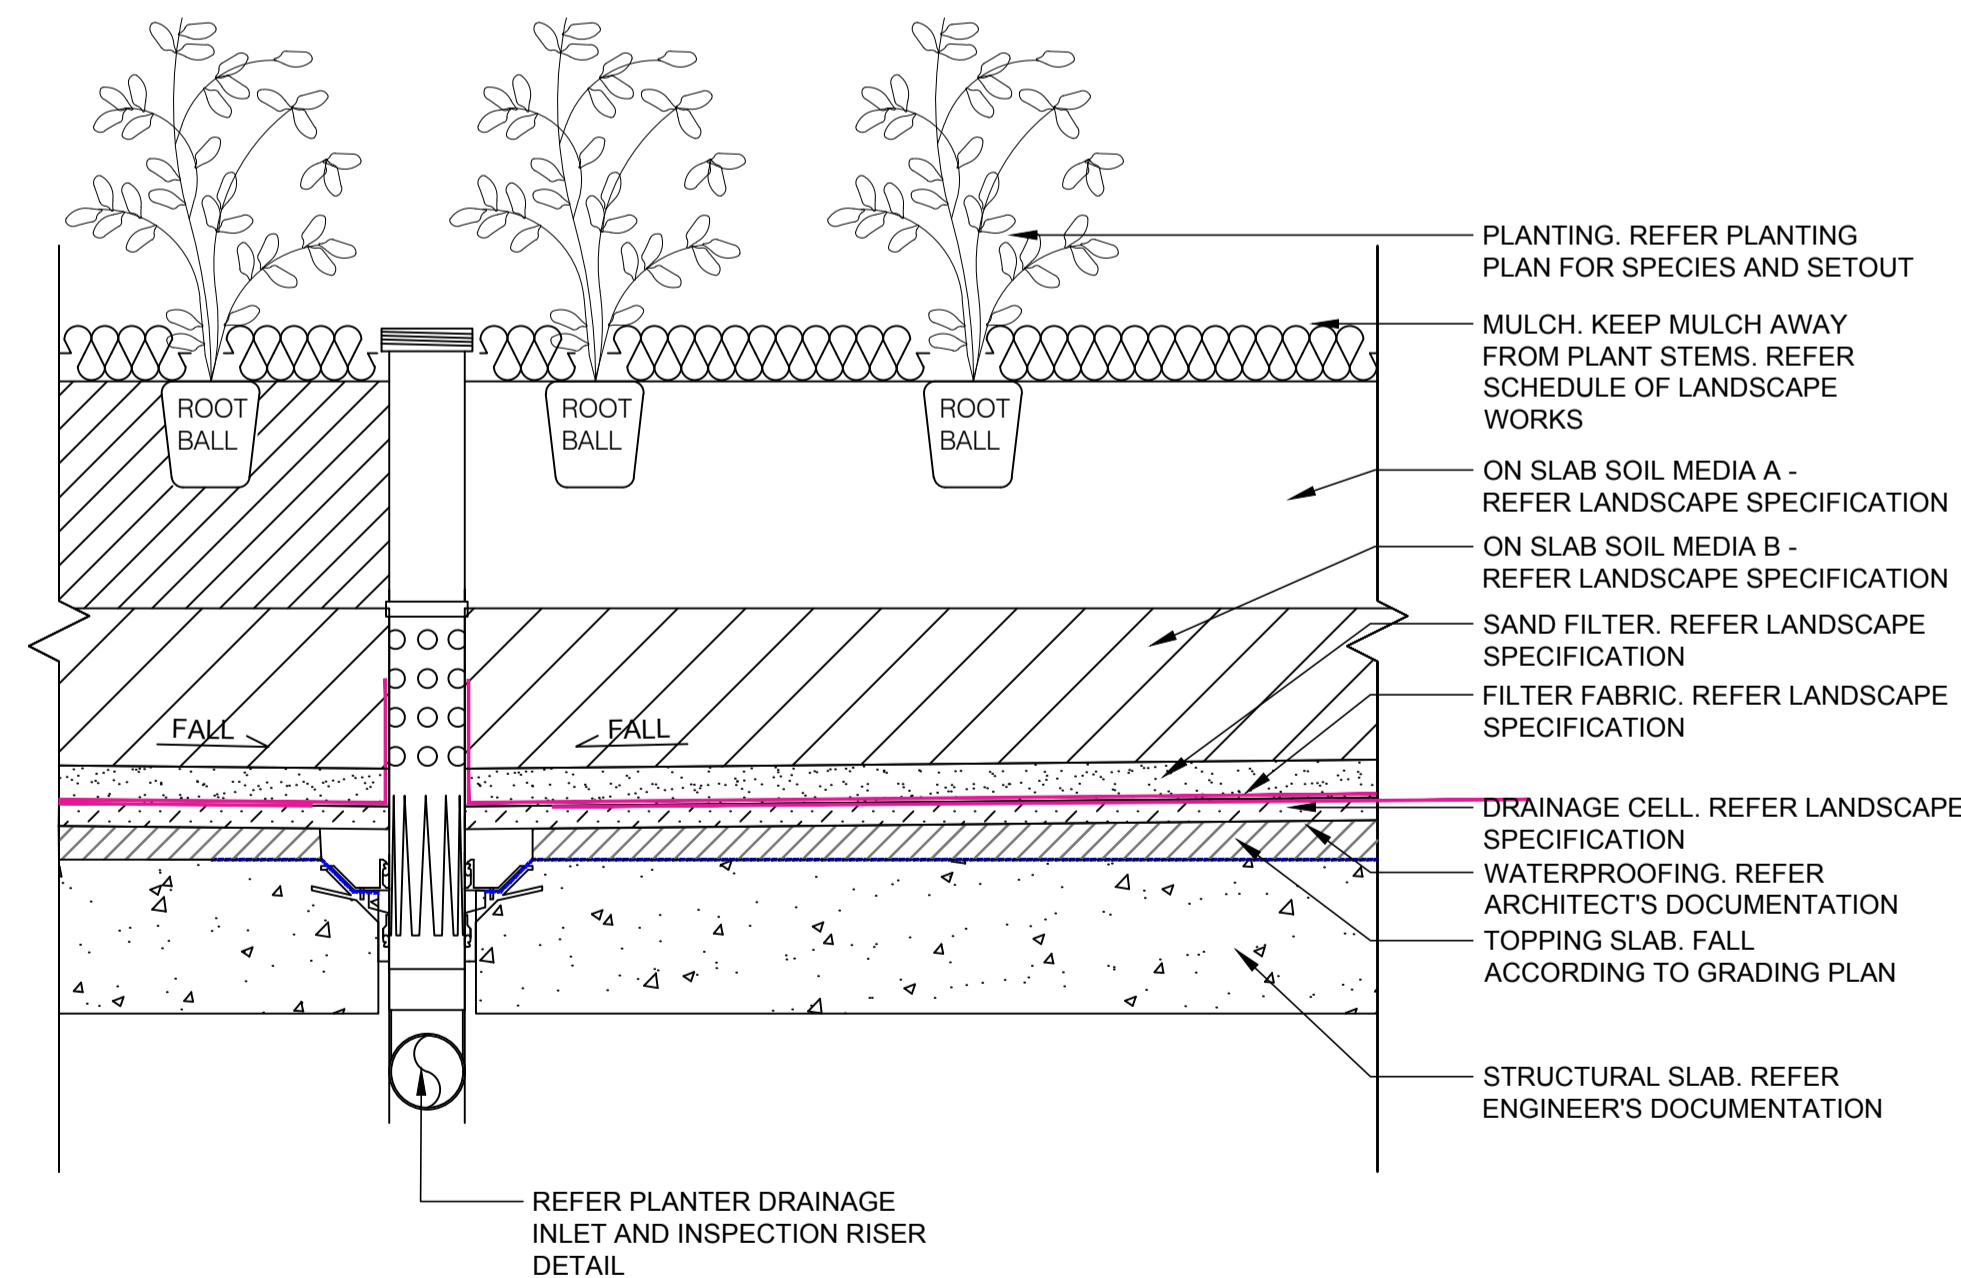 PLANTING. REFER PLANTING
PLAN FOR SPECIES AND SETOUT
MULCH. KEEP MULCH AWAY
FROM PLANT STEMS. REFER
SCHEDULE OF LANDSCAPE
WORKS
ROOT
BALL
ROOT
BALL
ROOT
BALL
ON SLAB SOIL MEDIA A -
REFER LANDSCAPE SPECIFICATION
ON SLAB SOIL MEDIA B -
REFER LANDSCAPE SPECIFICATION
SAND FILTER. REFER LANDSCAPE
SPECIFICATION
FILTER FABRIC. REFER LANDSCAPE
SPECIFICATION
FALL
FALL
DRAINAGE CELL. REFER LANDSCAPE
SPECIFICATION
WATERPROOFING. REFER
ARCHITECT'S DOCUMENTATION
TOPPING SLAB. FALL
ACCORDING TO GRADING PLAN
STRUCTURAL SLAB. REFER
ENGINEER'S DOCUMENTATION
REFER PLANTER DRAINAGE
INLET AND INSPECTION RISER
DETAIL